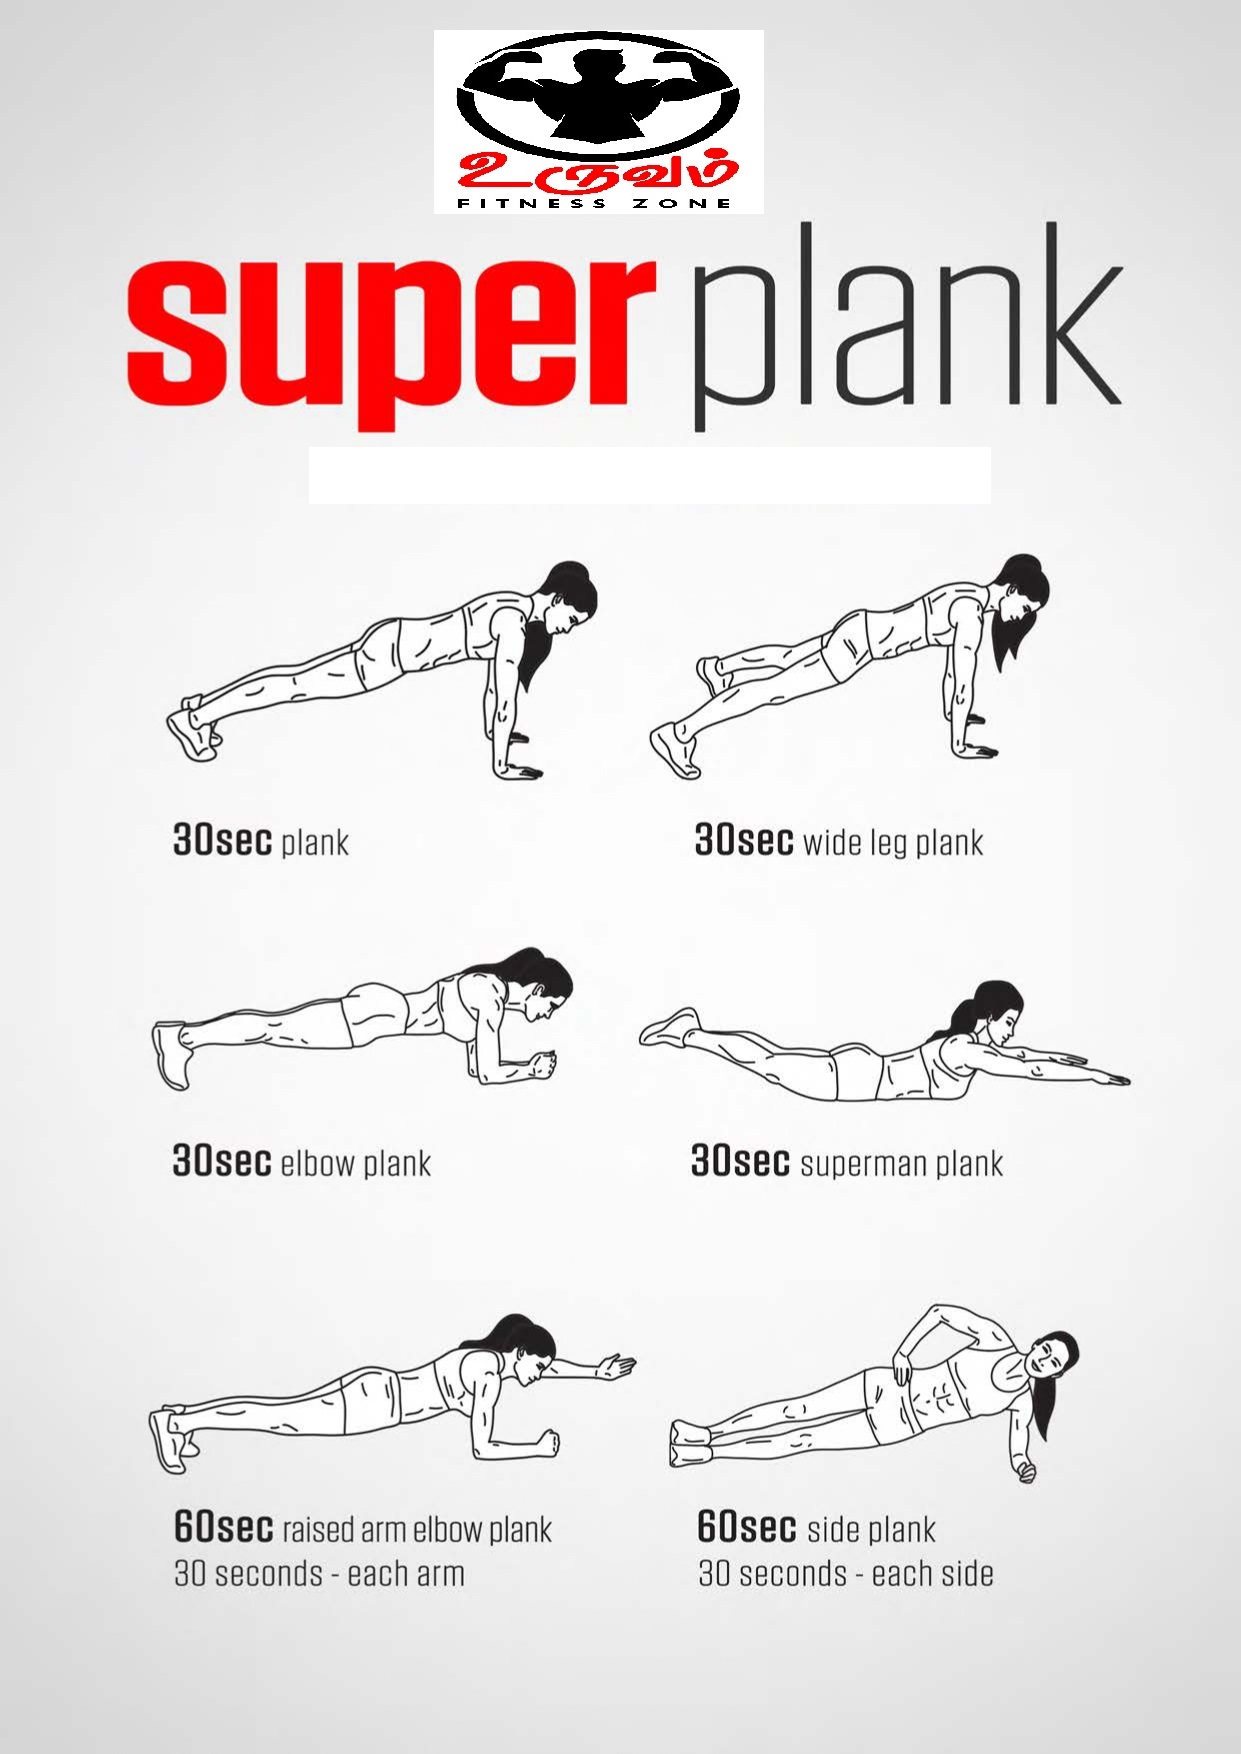 உருவம்
FITNESS ZONE
super plank
30sec plank
30sec wide leg plank
30sec elbow plank
30sec superman plank
60sec raised arm elbow plank
30 seconds - each arm
60sec side plank
30 seconds - each side